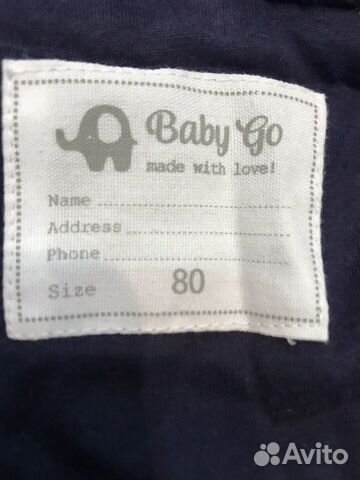 Baby Go
made with love!
Name
Address
Phone
Size 80
Avito